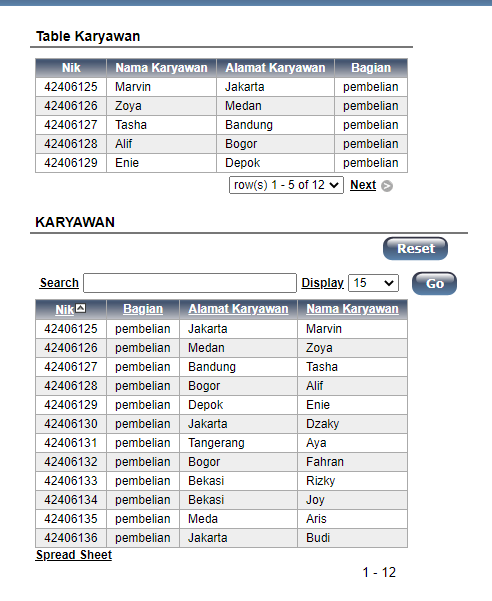 Table Karyawan
Nik Nama Karyawan Alamat Karyawan Bagian
42406125 Marvin Jakarta pembelian
42406126 Zoya Medan pembelian
42406127 Tasha Bandung pembelian
42406128 Alif Bogor pembelian
42406129 Enie Depok pembelian
row(s) 1 - 5 of 12 Next
KARYAWAN
Reset
Search Display 15 Go
Nik Bagian Alamat Karyawan Nama Karyawan
42406125 pembelian Jakarta Marvin
42406126 pembelian Medan Zoya
42406127 pembelian Bandung Tasha
42406128 pembelian Bogor Alif
42406129 pembelian Depok Enie
42406130 pembelian Jakarta Dzaky
42406131 pembelian Tangerang Aya
42406132 pembelian Bogor Fahran
42406133 pembelian Bekasi Rizky
42406134 pembelian Bekasi Joy
42406135 pembelian Meda Aris
42406136 pembelian Jakarta Budi
Spread Sheet
1 - 12